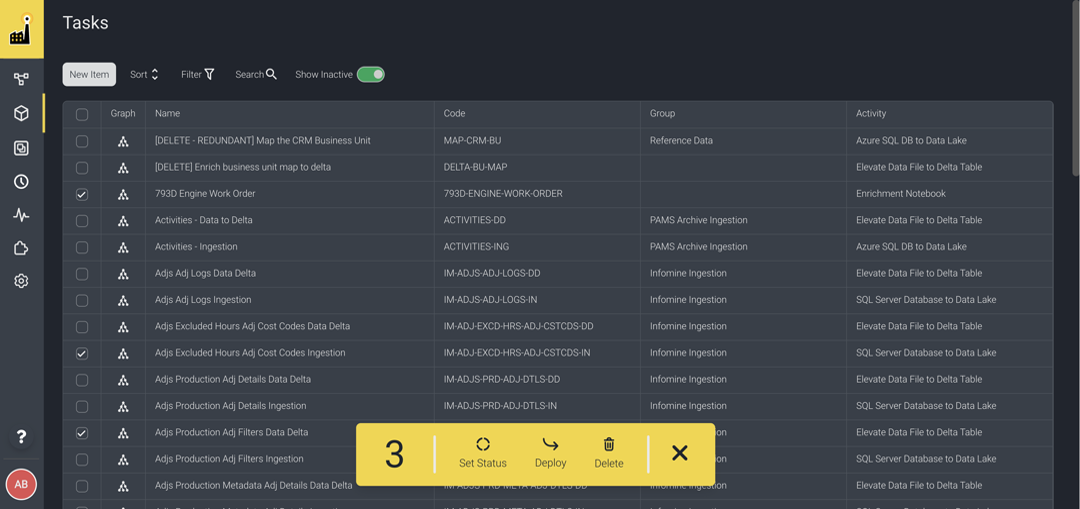 Tasks
New Item Sort Filter Search Show Inactive
Graph Name Code Group Activity
[DELETE - REDUNDANT] Map the CRM Business Unit MAP-CRM-BU Reference Data Azure SQL DB to Data Lake
[DELETE] Enrich business unit map to delta DELTA-BU-MAP Elevate Data File to Delta Table
793D Engine Work Order 793D-ENGINE-WORK-ORDER Enrichment Notebook
Activities - Data to Delta ACTIVITIES-DD PAMS Archive Ingestion Elevate Data File to Delta Table
Activities - Ingestion ACTIVITIES-ING PAMS Archive Ingestion Azure SQL DB to Data Lake
Adjs Adj Logs Data Delta IM-ADJS-ADJ-LOGS-DD Infomine Ingestion Elevate Data File to Delta Table
Adjs Adj Logs Ingestion IM-ADJS-ADJ-LOGS-IN Infomine Ingestion SQL Server Database to Data Lake
Adjs Excluded Hours Adj Cost Codes Data Delta IM-ADJ-EXCD-HRS-ADJ-CSTCDS-DD Infomine Ingestion Elevate Data File to Delta Table
Adjs Excluded Hours Adj Cost Codes Ingestion IM-ADJ-EXCD-HRS-ADJ-CSTCDS-IN Infomine Ingestion SQL Server Database to Data Lake
Adjs Production Adj Details Data Delta IM-ADJS-PRD-ADJ-DTLS-DD Infomine Ingestion Elevate Data File to Delta Table
Adjs Production Adj Details Ingestion IM-ADJS-PRD-ADJ-DTLS-IN Infomine Ingestion SQL Server Database to Data Lake
Adjs Production Adj Filters Data Delta Elevate Data File to Delta Table
Adjs Production Adj Filters Ingestion SQL Server Database to Data Lake
Adjs Production Metadata Adj Details Data Delta IM-ADJS-PRD-META-ADJ-DTLS-DD Infomine Ingestion Elevate Data File to Delta Table
3 Set Status Deploy Delete
?
AB